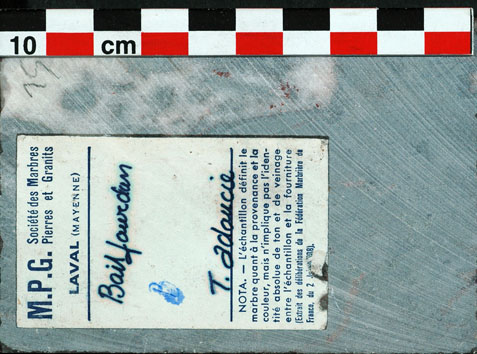 10 cm
19
M.P.G. Société des Marbres
Pierres et Granits
LAVAL (MAYENNE)
T. adoucie
NOTA. — L'échantillon définit le
marbre quant à la provenance et la
couleur, mais n'implique pas l'iden-
tité absolue de ton et de veinage
entre l'échantillon et la fourniture
(Extrait des délibérations de la Fédération Marbrière de
France, du 2